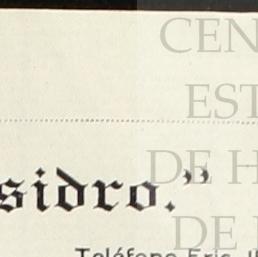 CEN
EST
DE H
sidro.”
DE
Teléfono Eric.